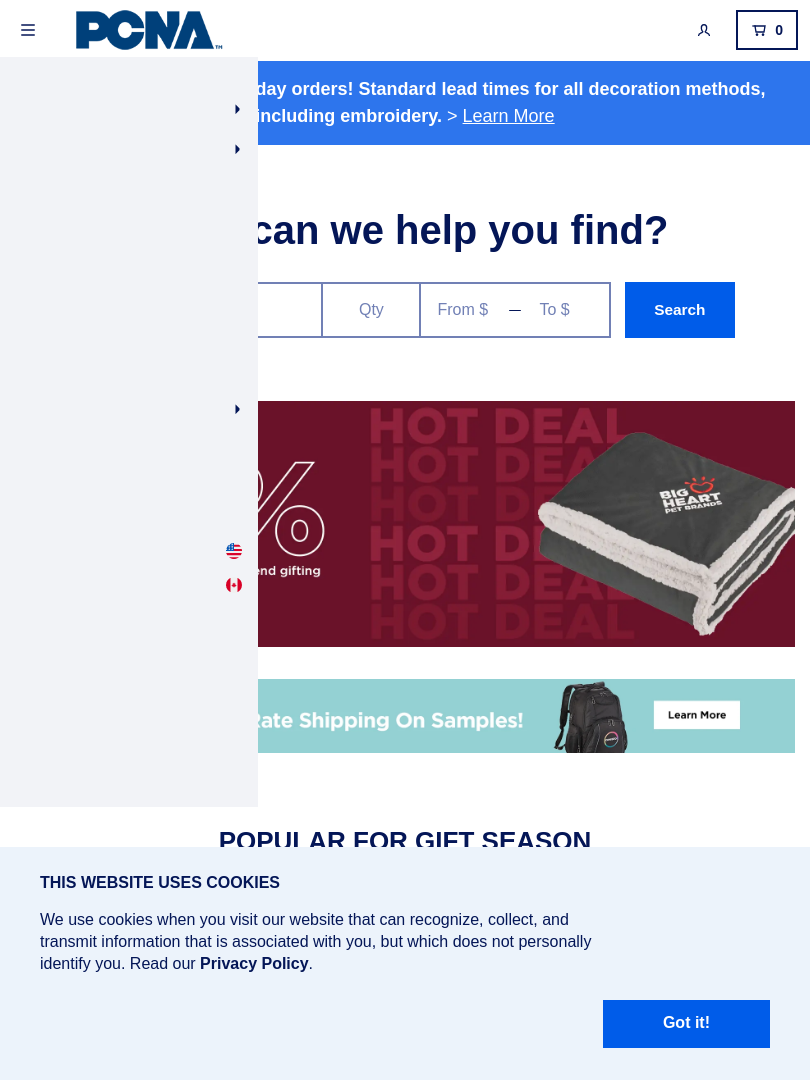 PCNA™
0
day orders! Standard lead times for all decoration methods,
including embroidery. > Learn More
can we help you find?
Qty
From $ — To $
Search
HOT DEAL
HOT DEAL
HOT DEAL
HOT DEAL
HOT DEAL
HOT DEAL
%
end gifting
BIG
HEART
PET BRANDS
Rate Shipping On Samples!
Learn More
POPULAR FOR GIFT SEASON
THIS WEBSITE USES COOKIES
We use cookies when you visit our website that can recognize, collect, and
transmit information that is associated with you, but which does not personally
identify you. Read our Privacy Policy.
Got it!